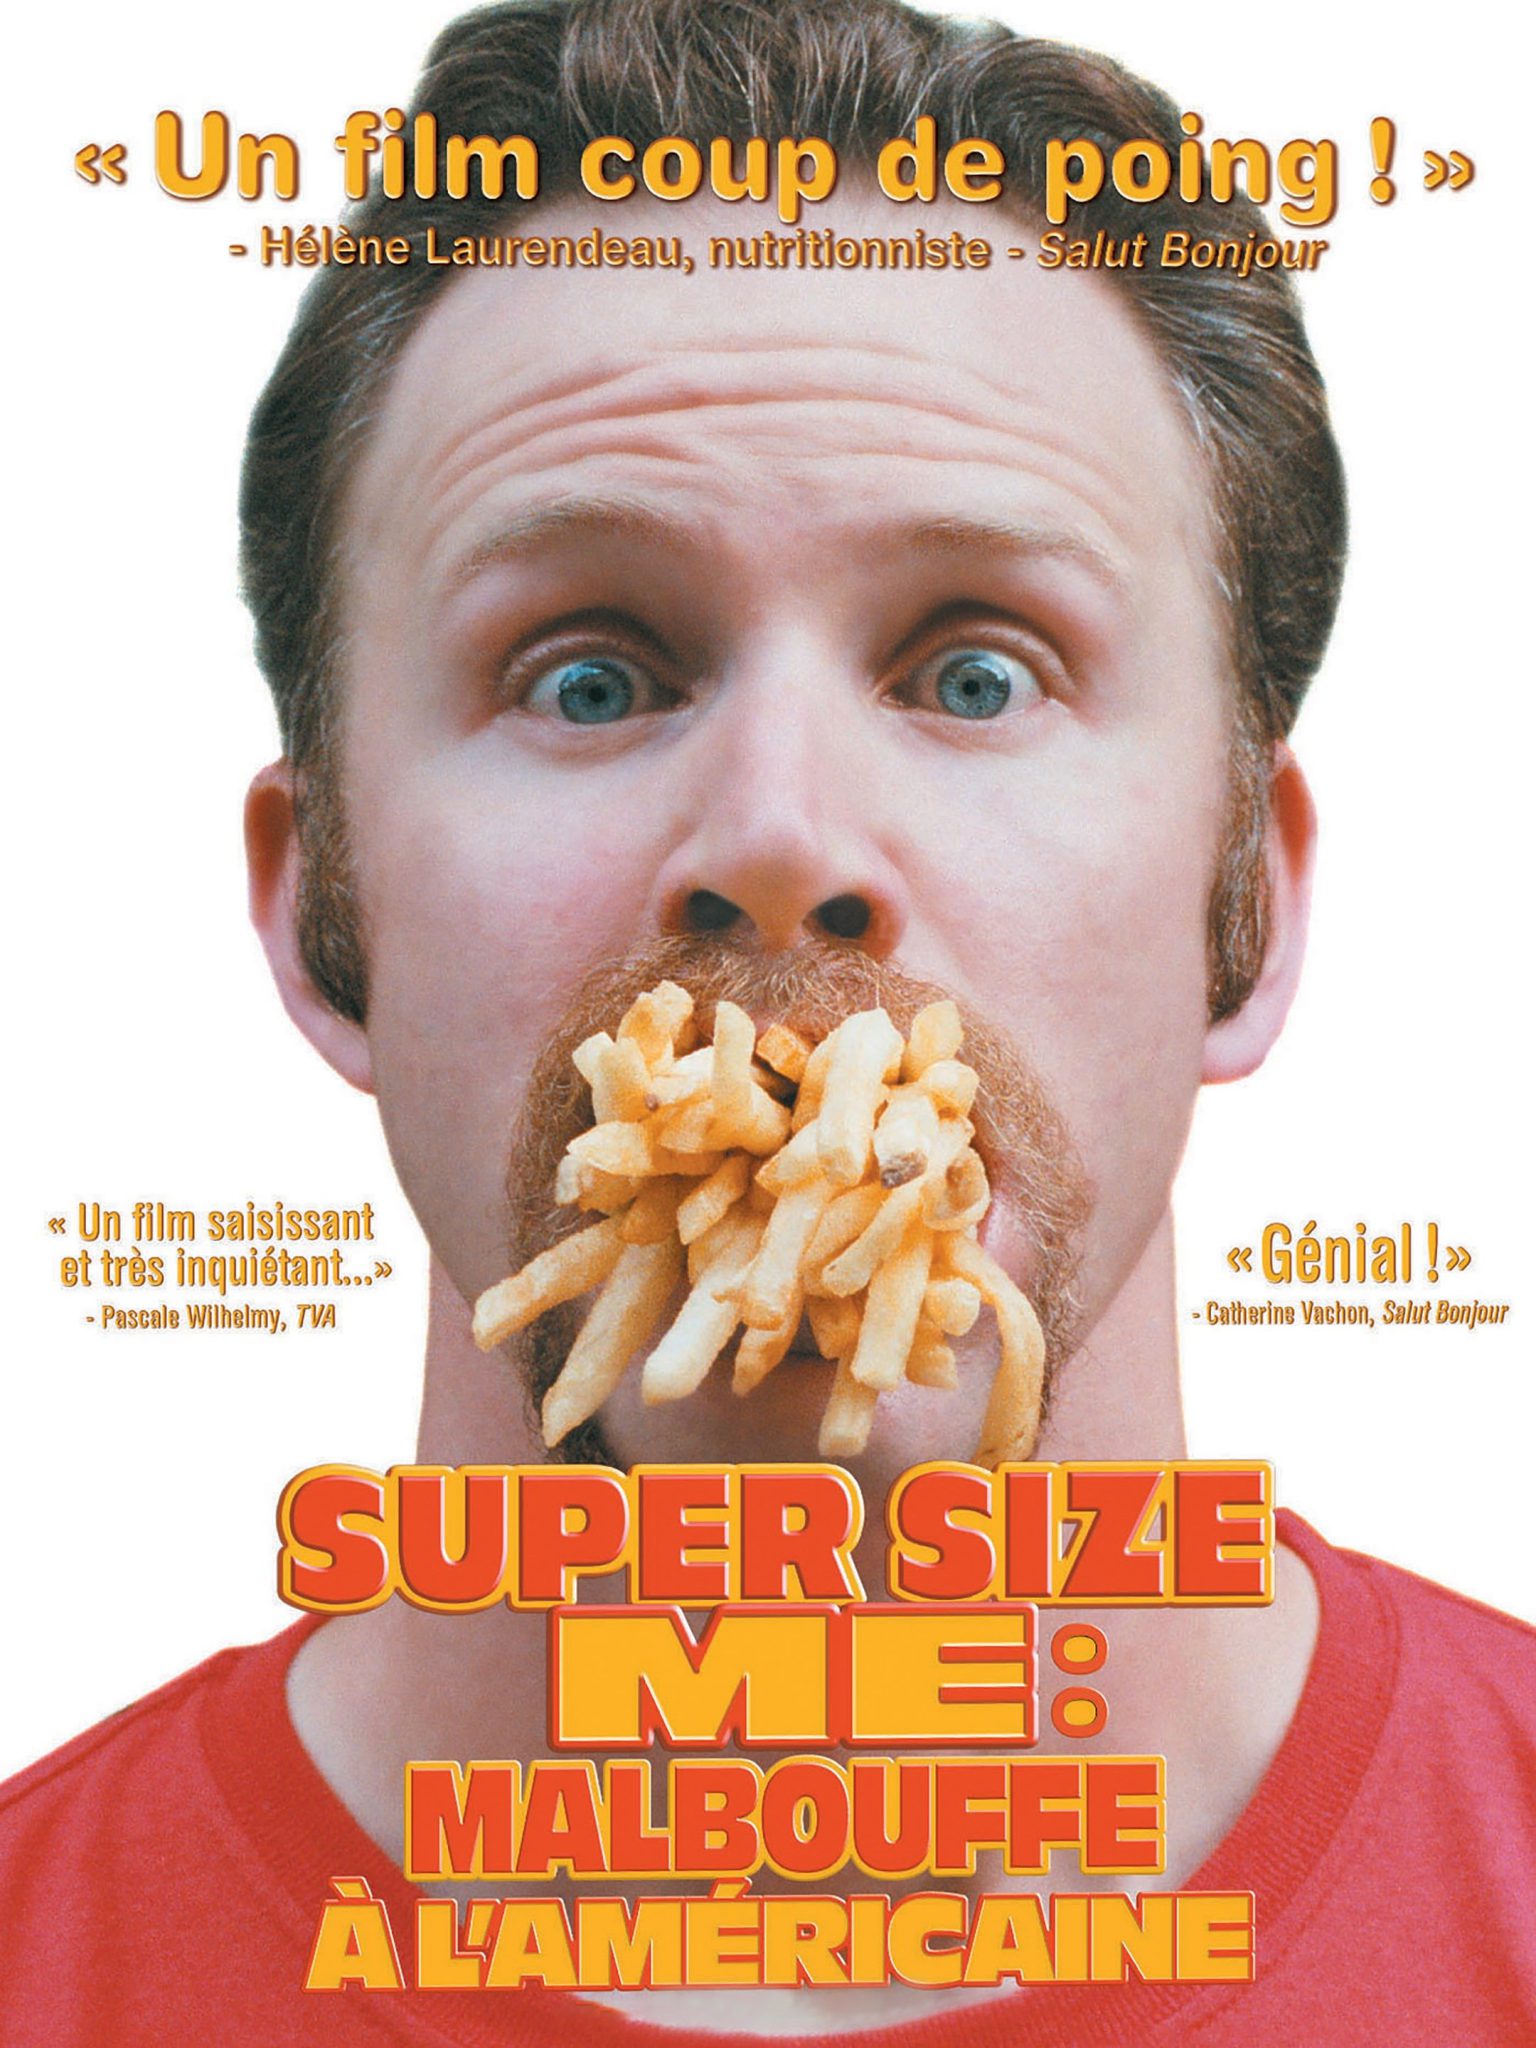 « Un film coup de poing ! »
- Hélène Laurendeau, nutritionniste - Salut Bonjour
« Un film saisissant
et très inquiétant...»
- Pascale Wilhelmy, TVA
« Génial ! »
- Catherine Vachon, Salut Bonjour
SUPER SIZE
ME:
MALBOUFFE
À L'AMÉRICAINE